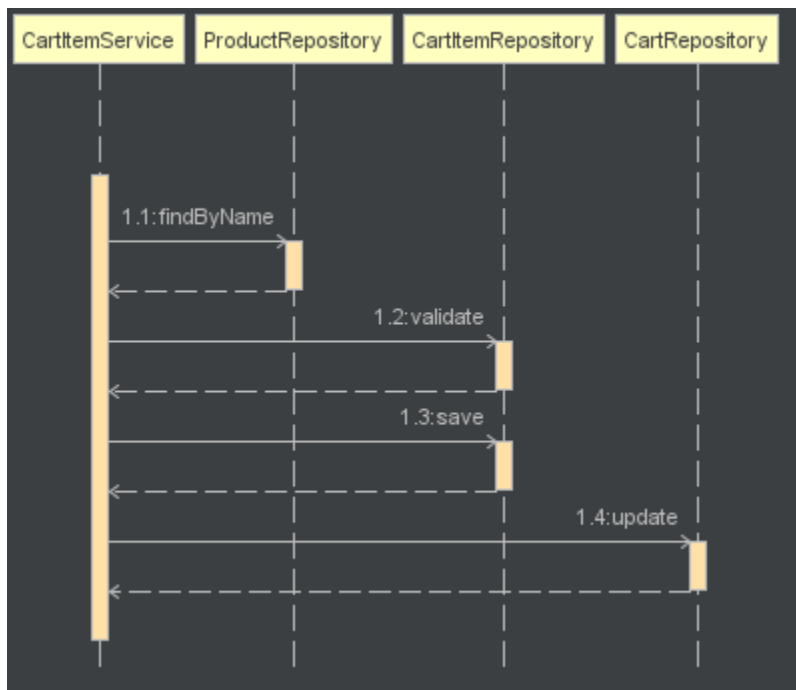 CartItemService
ProductRepository
CartItemRepository
CartRepository
1.1:findByName
1.2:validate
1.3:save
1.4:update